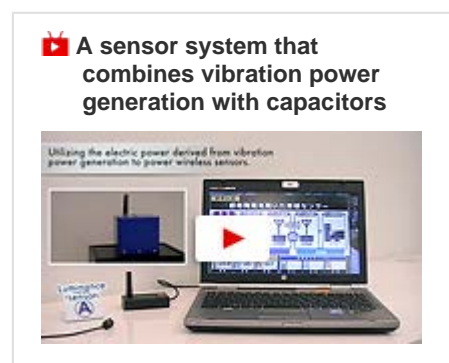 A sensor system that
combines vibration power
generation with capacitors
Utilizing the electric power derived from vibration
power generation to power wireless sensors.
Luminance
sensor
A